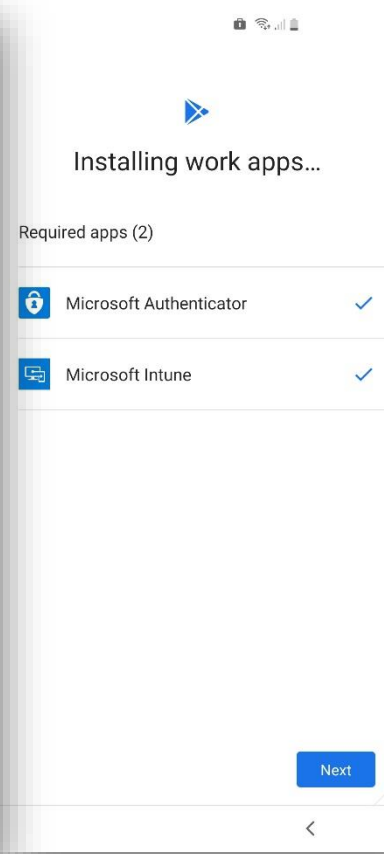 Installing work apps...
Required apps (2)
Microsoft Authenticator
Microsoft Intune
Next